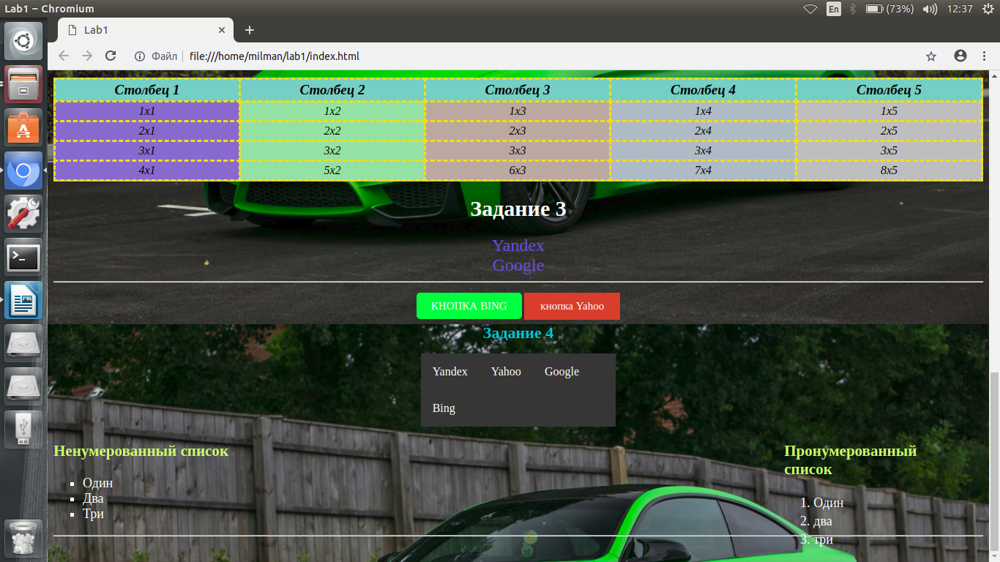 Lab1 – Chromium
En
(73%)
12:37
Lab1
Файл
file:///home/milman/lab1/index.html
Столбец 1 Столбец 2 Столбец 3 Столбец 4 Столбец 5
1x1 1x2 1x3 1x4 1x5
2x1 2x2 2x3 2x4 2x5
3x1 3x2 3x3 3x4 3x5
4x1 5x2 6x3 7x4 8x5
Задание 3
Yandex
Google
КНОПКА BING кнопка Yahoo
Задание 4
Yandex Yahoo Google
Bing
Ненумерованный список
Один
Два
Три
Пронумерованный
список
1. Один
2. два
3. три